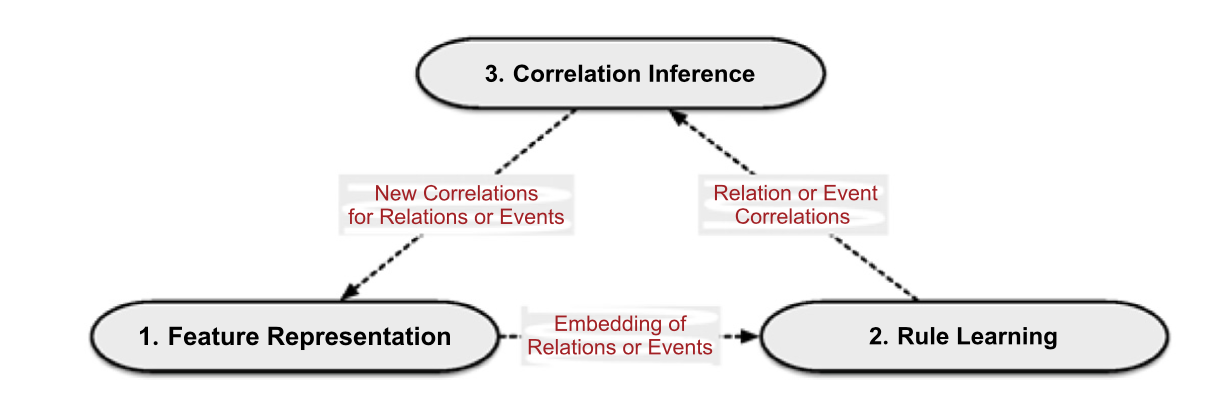 3. Correlation Inference
New Correlations
for Relations or Events
Relation or Event
Correlations
1. Feature Representation
Embedding of
Relations or Events
2. Rule Learning